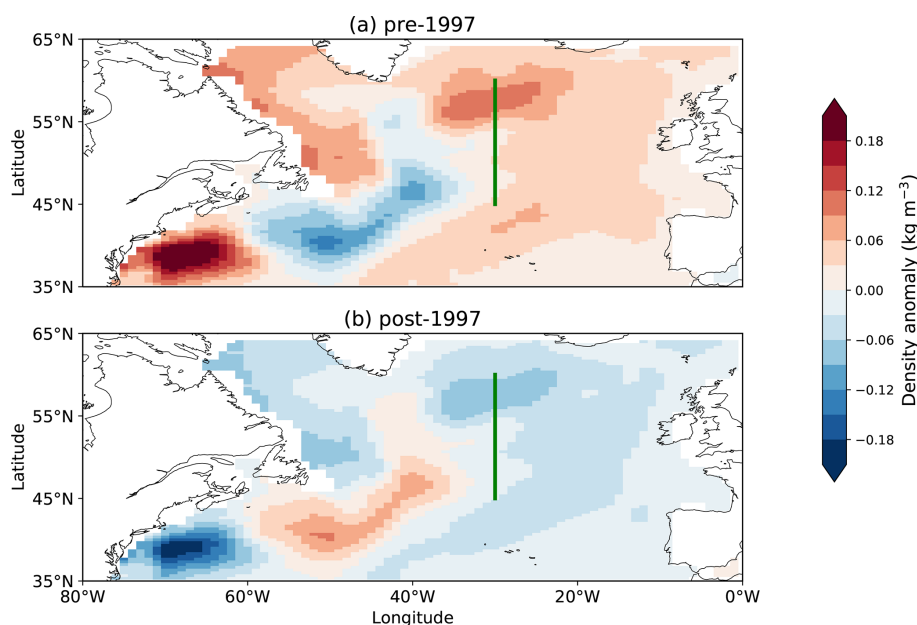 (a) pre-1997
65°N
55°N
45°N
35°N
Latitude
(b) post-1997
65°N
55°N
45°N
35°N
Latitude
80°W 60°W 40°W 20°W 0°W
Longitude
0.18
0.12
0.06
0.00
−0.06
−0.12
−0.18
Density anomaly (kg m⁻³)